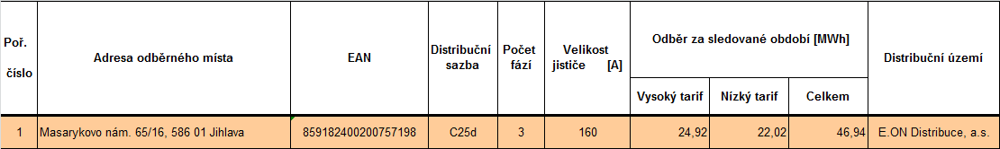 Poř.
číslo
Adresa odběrného místa
EAN
Distribuční
sazba
Počet
fází
Velikost
jističe [A]
Odběr za sledované období [MWh]
Vysoký tarif
Nízký tarif
Celkem
Distribuční území
1 Masarykovo nám. 65/16, 586 01 Jihlava 859182400200757198 C25d 3 160 24,92 22,02 46,94 E.ON Distribuce, a.s.